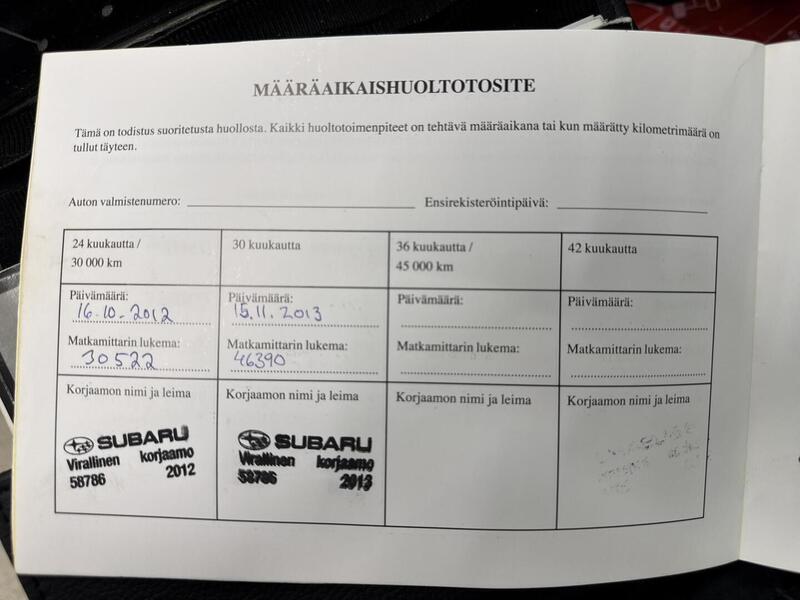 MÄÄRÄAIKAISHUOLTOTOSITE
Tämä on todistus suoritetusta huollosta. Kaikki huoltotoimenpiteet on tehtävä määräaikana tai kun määrätty kilometrimäärä on
tullut täyteen.
Auton valmistenumero: Ensirekisteröintipäivä:
24 kuukautta /
30 000 km
Päivämäärä:
16.10.2012
Matkamittarin lukema:
30522
Korjaamon nimi ja leima
SUBARU
Virallinen korjaamo
58786 2012
30 kuukautta
Päivämäärä:
15.11.2013
Matkamittarin lukema:
46390
Korjaamon nimi ja leima
SUBARU
Virallinen korjaamo
58786 2013
36 kuukautta /
45 000 km
Päivämäärä:
Matkamittarin lukema:
Korjaamon nimi ja leima
42 kuukautta
Päivämäärä:
Matkamittarin lukema:
Korjaamon nimi ja leima